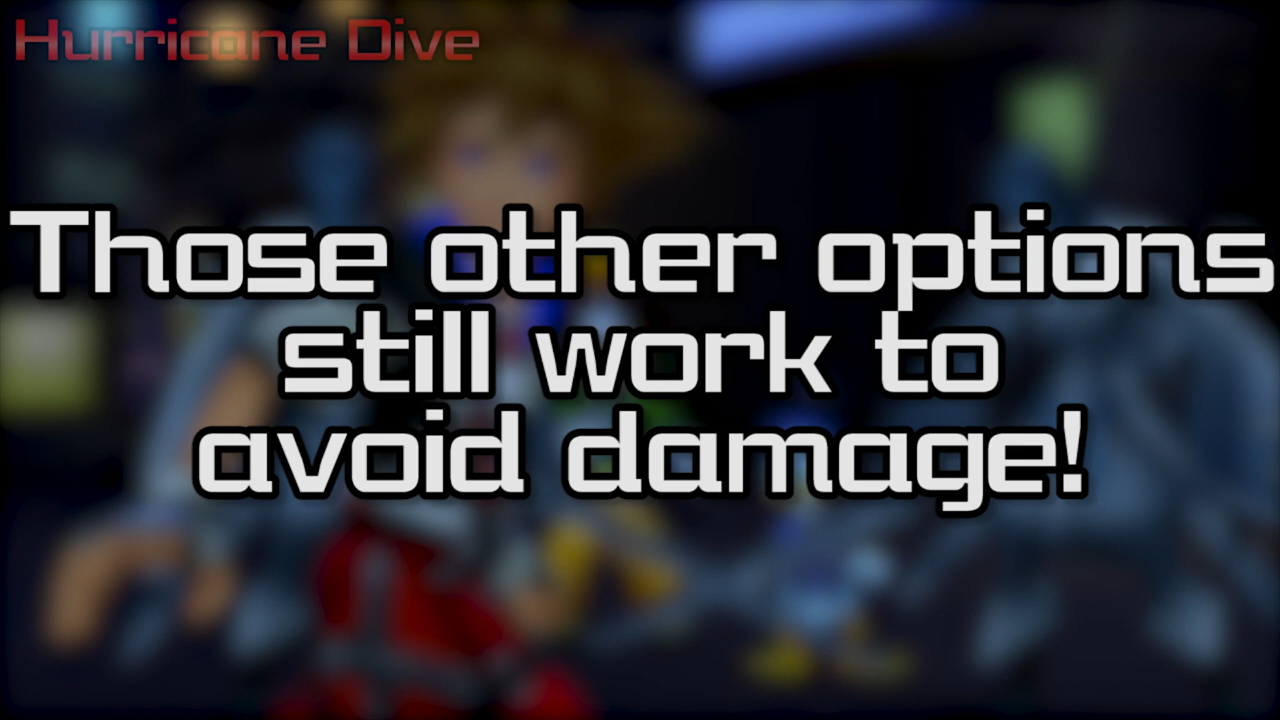 Hurricane Dive
Those other options
still work to
avoid damage!